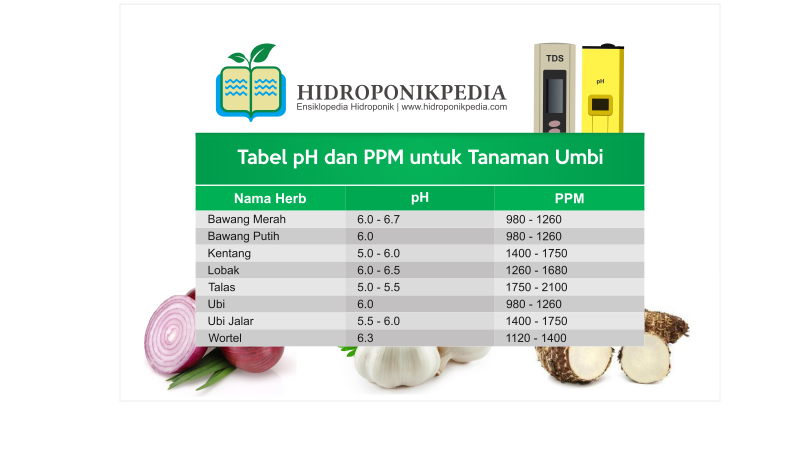 HIDROPONIKPEDIA
Ensiklopedia Hidroponik | www.hidroponikpedia.com
TDS
pH
Tabel pH dan PPM untuk Tanaman Umbi
Nama Herb pH PPM
Bawang Merah 6.0 - 6.7 980 - 1260
Bawang Putih 6.0 980 - 1260
Kentang 5.0 - 6.0 1400 - 1750
Lobak 6.0 - 6.5 1260 - 1680
Talas 5.0 - 5.5 1750 - 2100
Ubi 6.0 980 - 1260
Ubi Jalar 5.5 - 6.0 1400 - 1750
Wortel 6.3 1120 - 1400